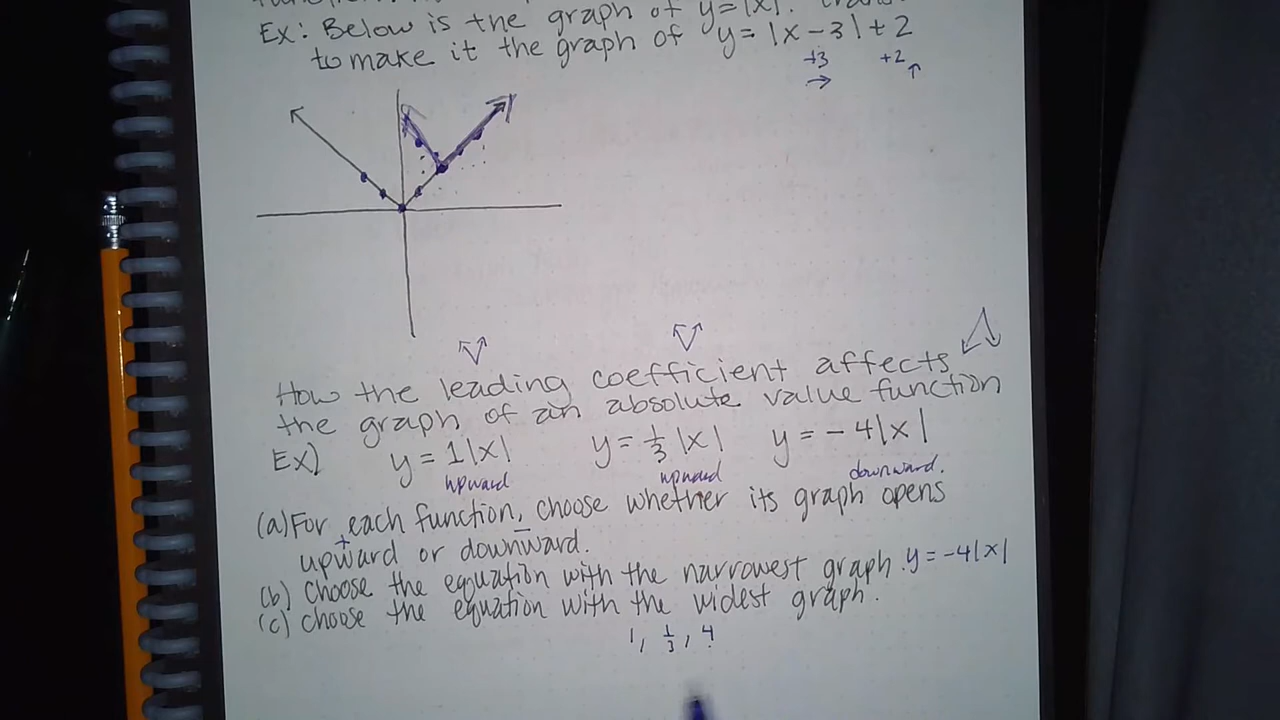 Ex: Below is the graph of y=|x|.
to make it the graph of y= |x-3|+2
+3 +2
How the leading coefficient affects
the graph of an absolute value function
Ex) y = 1|x| y = 1/3 |x| y = -4|x|
upward upward downward.
(a) For each function, choose whether its graph opens
+ -
upward or downward.
(b) Choose the equation with the narrowest graph. y = -4|x|
(c) Choose the equation with the widest graph.
1, 1/3, 4